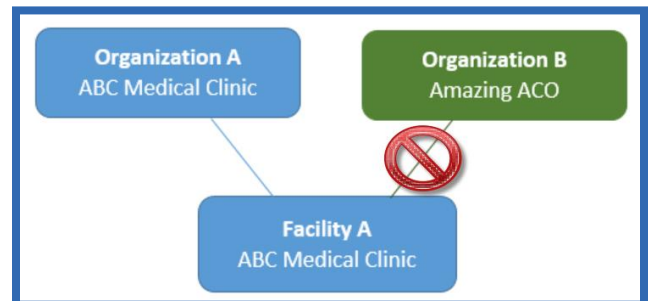 Organization A
ABC Medical Clinic
Organization B
Amazing ACO
Facility A
ABC Medical Clinic